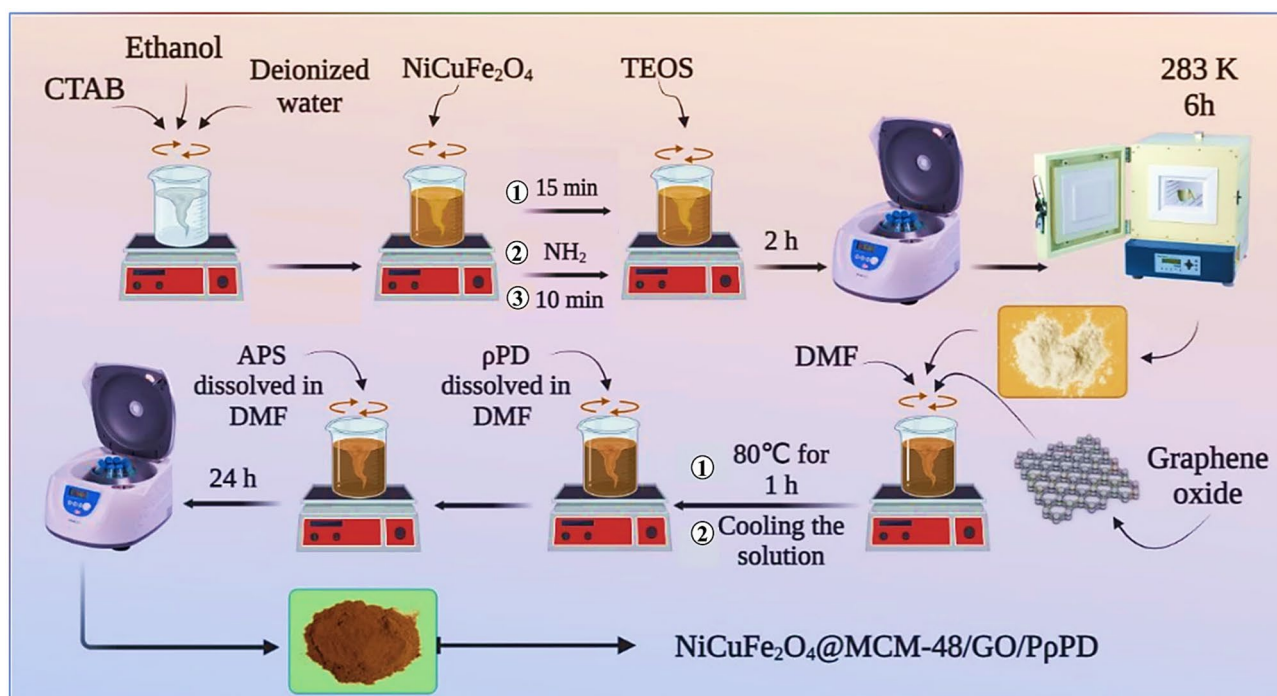 Ethanol
CTAB
Deionized
water
NiCuFe₂O₄
① 15 min
② NH₂
③ 10 min
TEOS
2 h
283 K
6h
DMF
Graphene
oxide
① 80℃ for
1 h
② Cooling the
solution
ρPD
dissolved in
DMF
APS
dissolved in
DMF
24 h
NiCuFe₂O₄@MCM-48/GO/PρPD